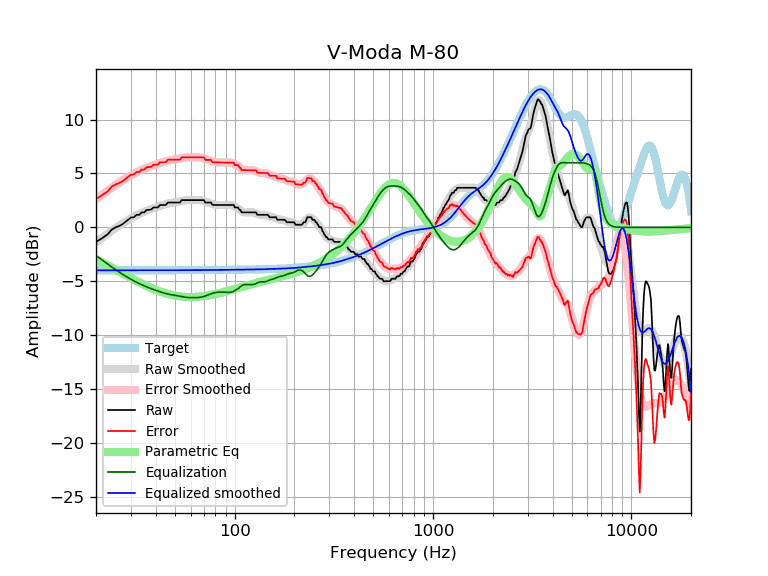 V-Moda M-80
Amplitude (dBr)
10
5
0
−5
−10
−15
−20
−25
Target
Raw Smoothed
Error Smoothed
Raw
Error
Parametric Eq
Equalization
Equalized smoothed
100
1000
10000
Frequency (Hz)